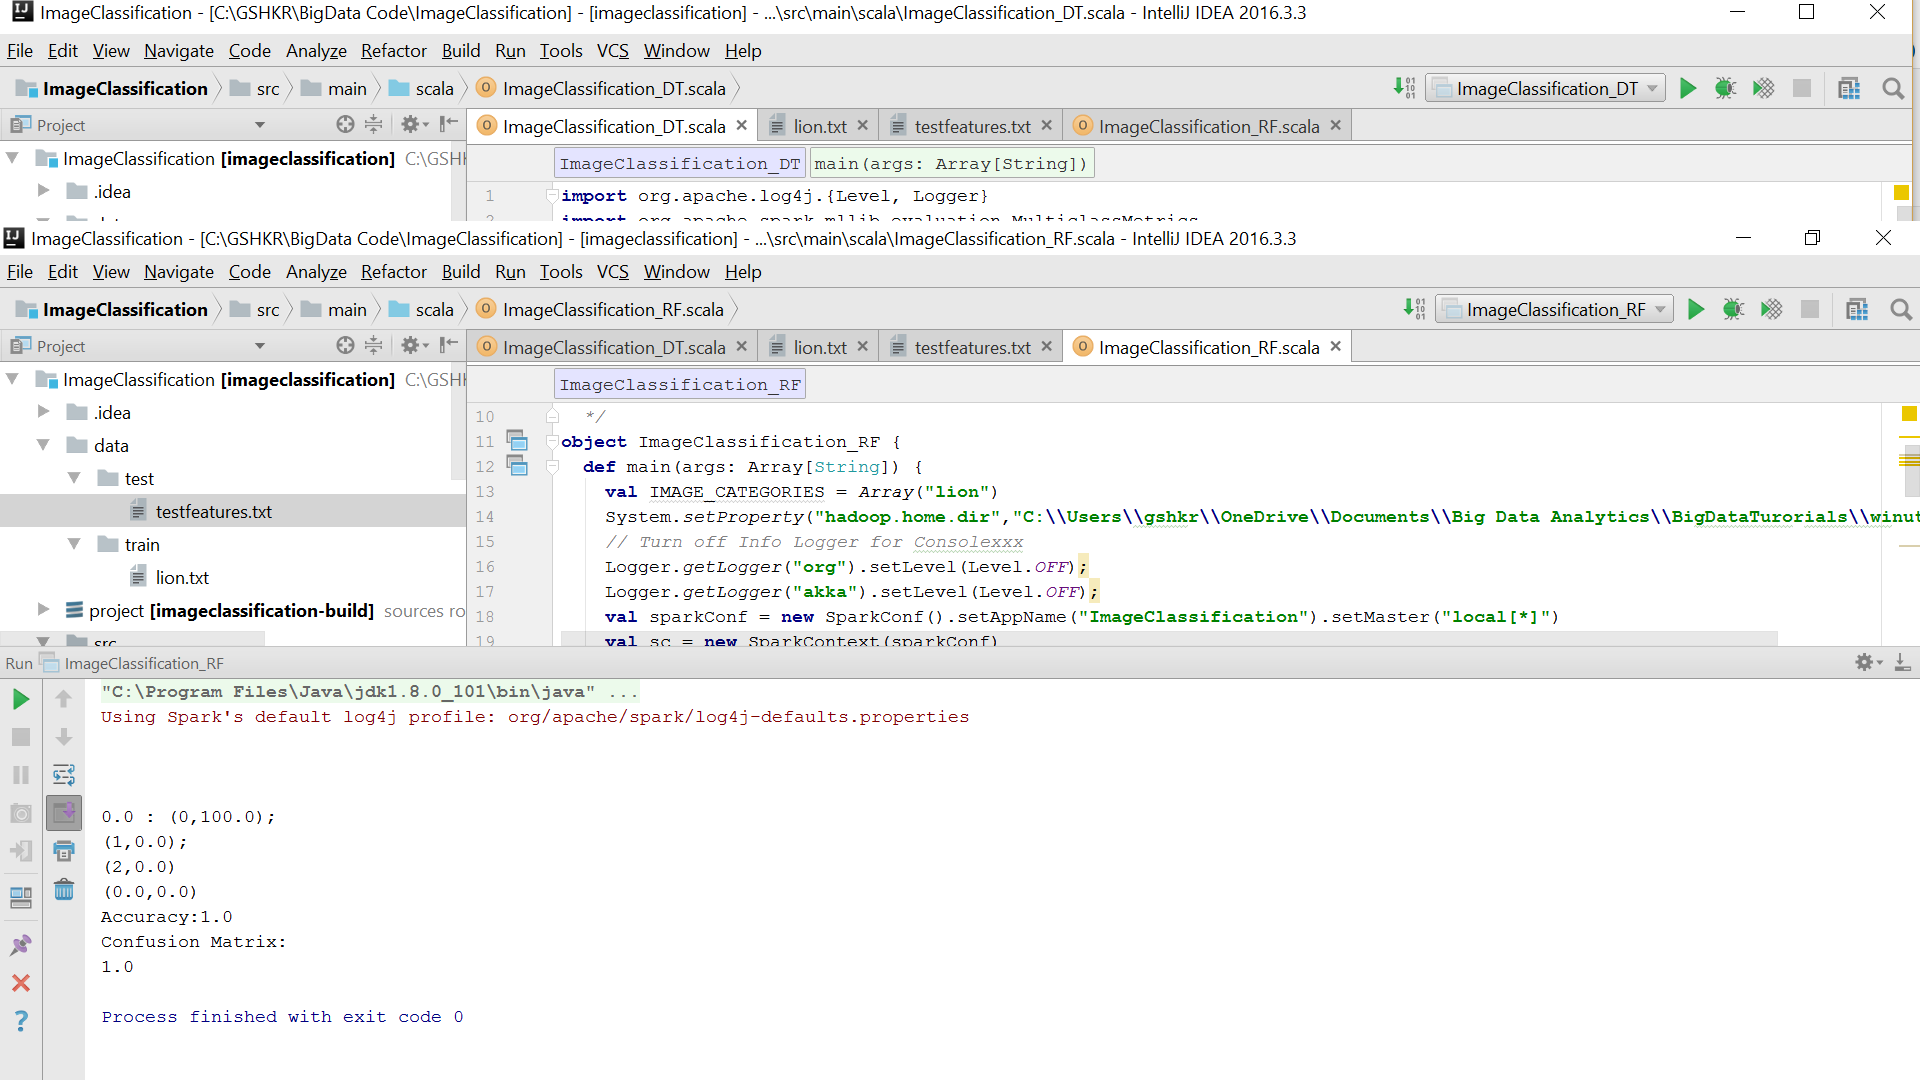 ImageClassification - [C:\GSHKR\BigData Code\ImageClassification] - [imageclassification] - ...\src\main\scala\ImageClassification_DT.scala - IntelliJ IDEA 2016.3.3
File Edit View Navigate Code Analyze Refactor Build Run Tools VCS Window Help
ImageClassification src main scala ImageClassification_DT.scala ImageClassification_DT
Project ImageClassification_DT.scala lion.txt testfeatures.txt ImageClassification_RF.scala
ImageClassification [imageclassification] C:\GSHK ImageClassification_DT main(args: Array[String])
.idea 1 import org.apache.log4j.{Level, Logger}
2 import org.apache.spark.mllib.evaluation.MulticlassMetrics
ImageClassification - [C:\GSHKR\BigData Code\ImageClassification] - [imageclassification] - ...\src\main\scala\ImageClassification_RF.scala - IntelliJ IDEA 2016.3.3
File Edit View Navigate Code Analyze Refactor Build Run Tools VCS Window Help
ImageClassification src main scala ImageClassification_RF.scala ImageClassification_RF
Project ImageClassification_DT.scala lion.txt testfeatures.txt ImageClassification_RF.scala
ImageClassification [imageclassification] C:\GSHK ImageClassification_RF
.idea 10 */
data 11 object ImageClassification_RF {
12 def main(args: Array[String]) {
test 13 val IMAGE_CATEGORIES = Array("lion")
testfeatures.txt 14 System.setProperty("hadoop.home.dir","C:\\Users\\gshkr\\OneDrive\\Documents\\Big Data Analytics\\BigDataTurorials\\winut
train 15 // Turn off Info Logger for Consolexxx
16 Logger.getLogger("org").setLevel(Level.OFF);
lion.txt 17 Logger.getLogger("akka").setLevel(Level.OFF);
project [imageclassification-build] sources ro 18 val sparkConf = new SparkConf().setAppName("ImageClassification").setMaster("local[*]")
src 19 val sc = new SparkContext(sparkConf)
Run ImageClassification_RF
"C:\Program Files\Java\jdk1.8.0_101\bin\java" ...
Using Spark's default log4j profile: org/apache/spark/log4j-defaults.properties
0.0 : (0,100.0);
(1,0.0);
(2,0.0)
(0.0,0.0)
Accuracy:1.0
Confusion Matrix:
1.0
Process finished with exit code 0